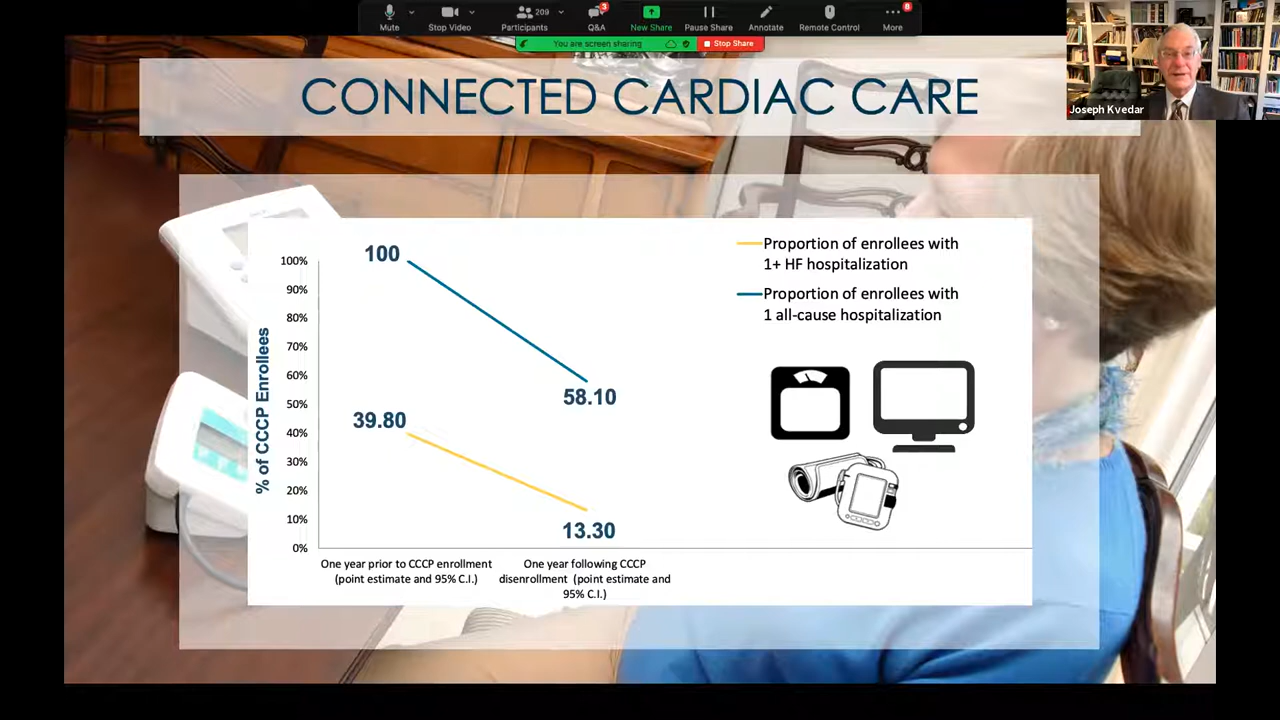 Mute
Stop Video
Participants
209
Q&A
3
New Share
Pause Share
Annotate
Remote Control
More
8
You are screen sharing
Stop Share
Joseph Kvedar
CONNECTED CARDIAC CARE
% of CCCP Enrollees
100%
90%
80%
70%
60%
50%
40%
30%
20%
10%
0%
100
58.10
39.80
13.30
One year prior to CCCP enrollment
(point estimate and 95% C.I.)
One year following CCCP
disenrollment (point estimate and
95% C.I.)
Proportion of enrollees with
1+ HF hospitalization
Proportion of enrollees with
1 all-cause hospitalization